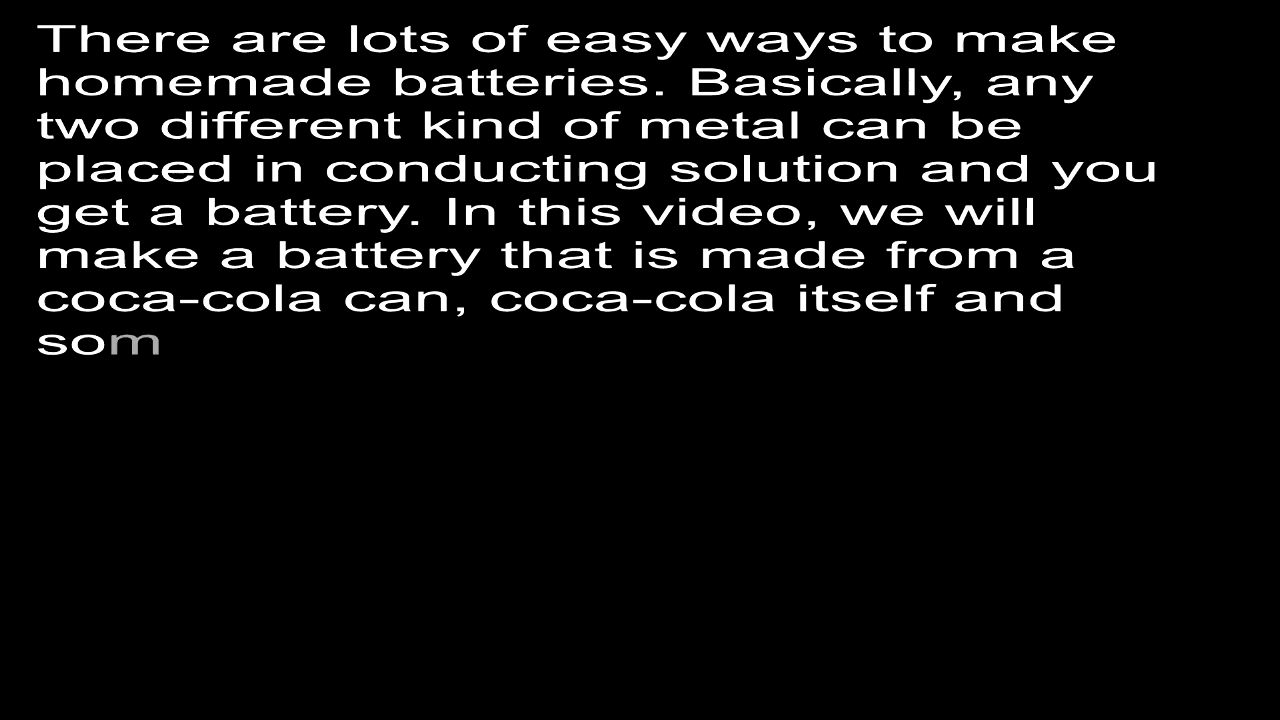 There are lots of easy ways to make
homemade batteries. Basically, any
two different kind of metal can be
placed in conducting solution and you
get a battery. In this video, we will
make a battery that is made from a
coca-cola can, coca-cola itself and
som